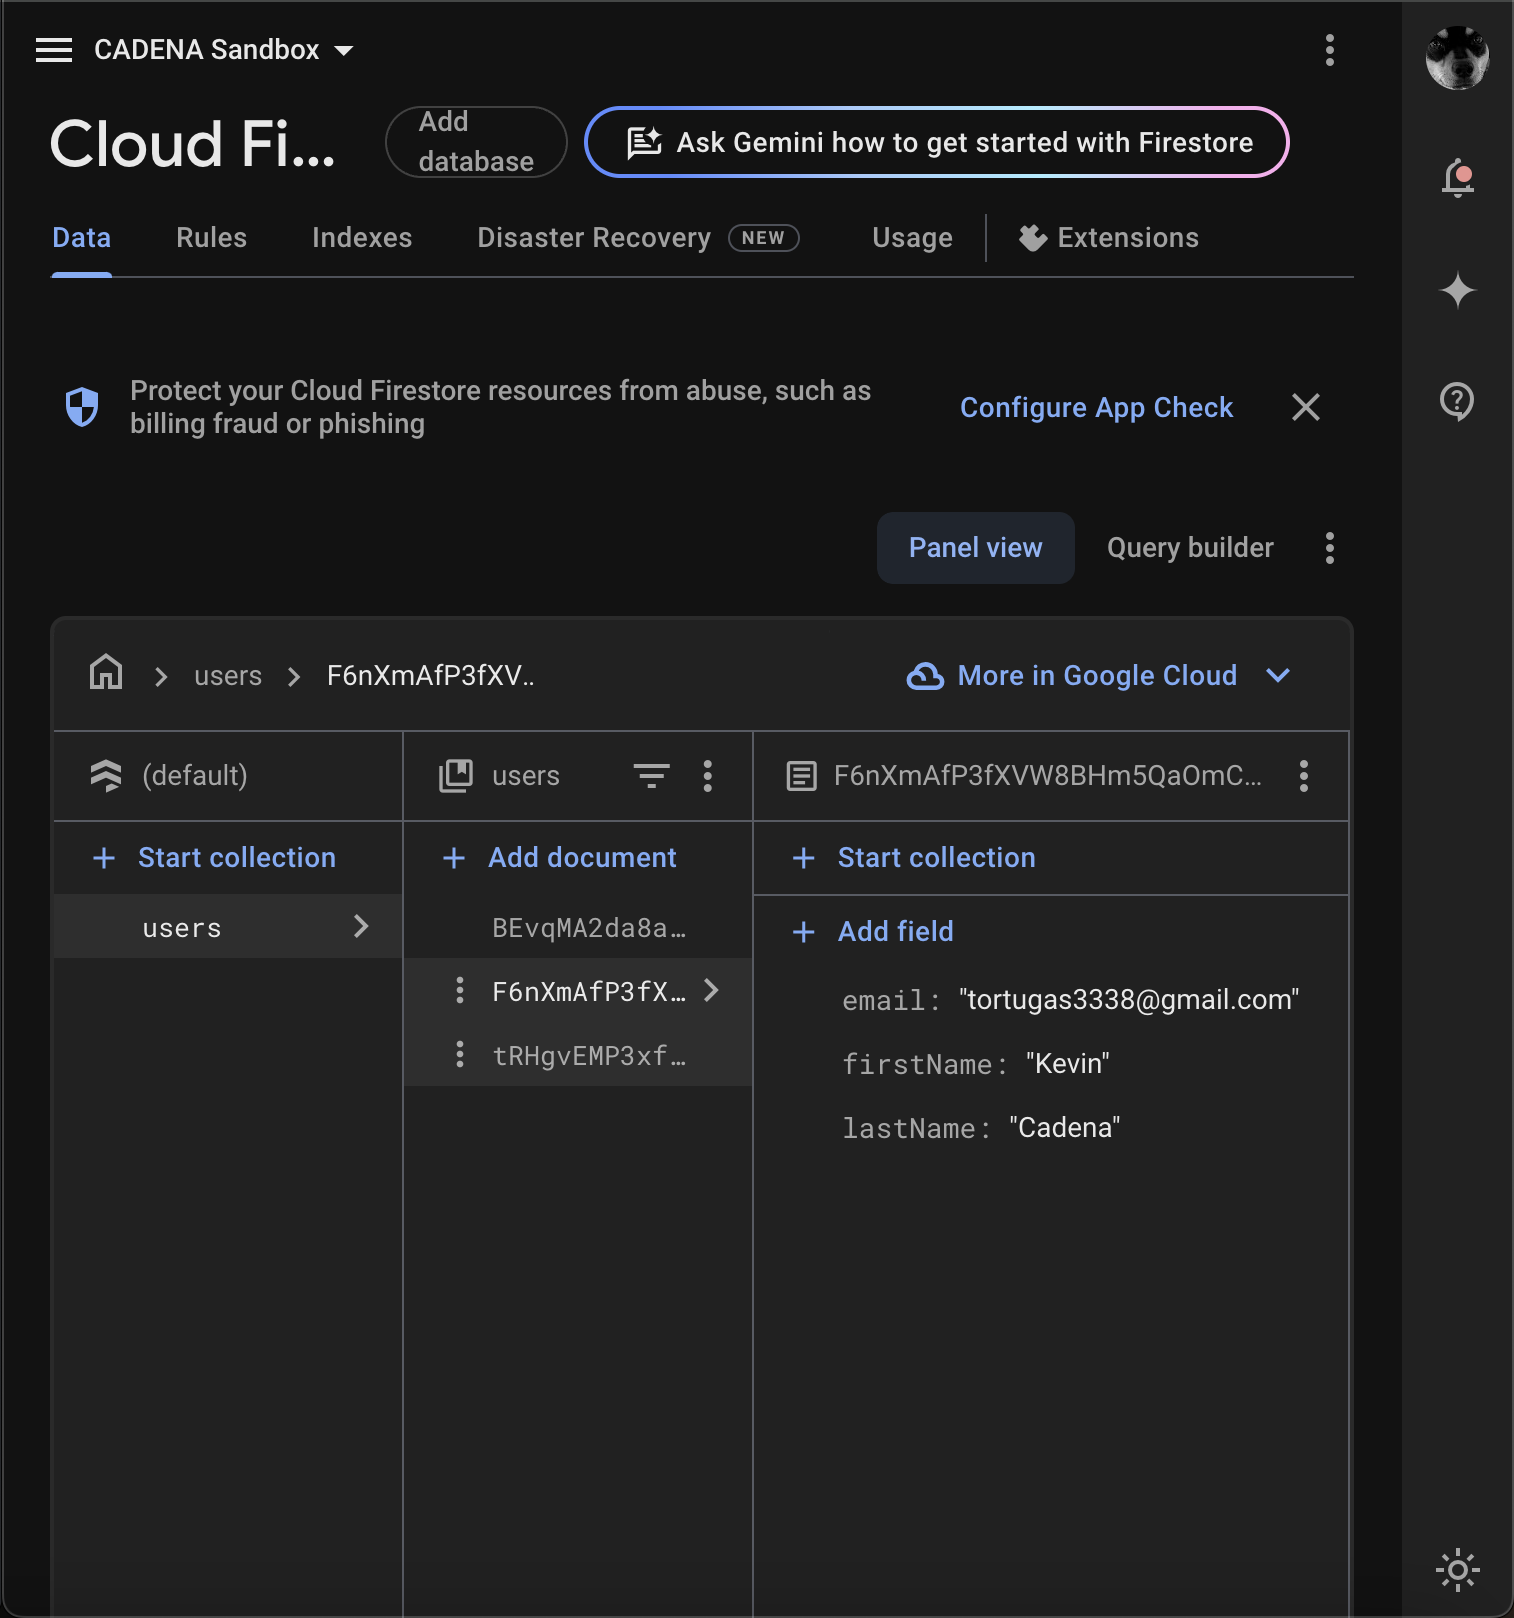 CADENA Sandbox
Cloud Fi...
Add
database
Ask Gemini how to get started with Firestore
Data
Rules
Indexes
Disaster Recovery
NEW
Usage
Extensions
Protect your Cloud Firestore resources from abuse, such as
billing fraud or phishing
Configure App Check
Panel view
Query builder
users
F6nXmAfP3fXV..
More in Google Cloud
(default)
users
F6nXmAfP3fXVW8BHm5QaOmC...
Start collection
Add document
Start collection
users
BEvqMA2da8a…
F6nXmAfP3fX…
tRHgvEMP3xf…
Add field
email: "tortugas3338@gmail.com"
firstName: "Kevin"
lastName: "Cadena"